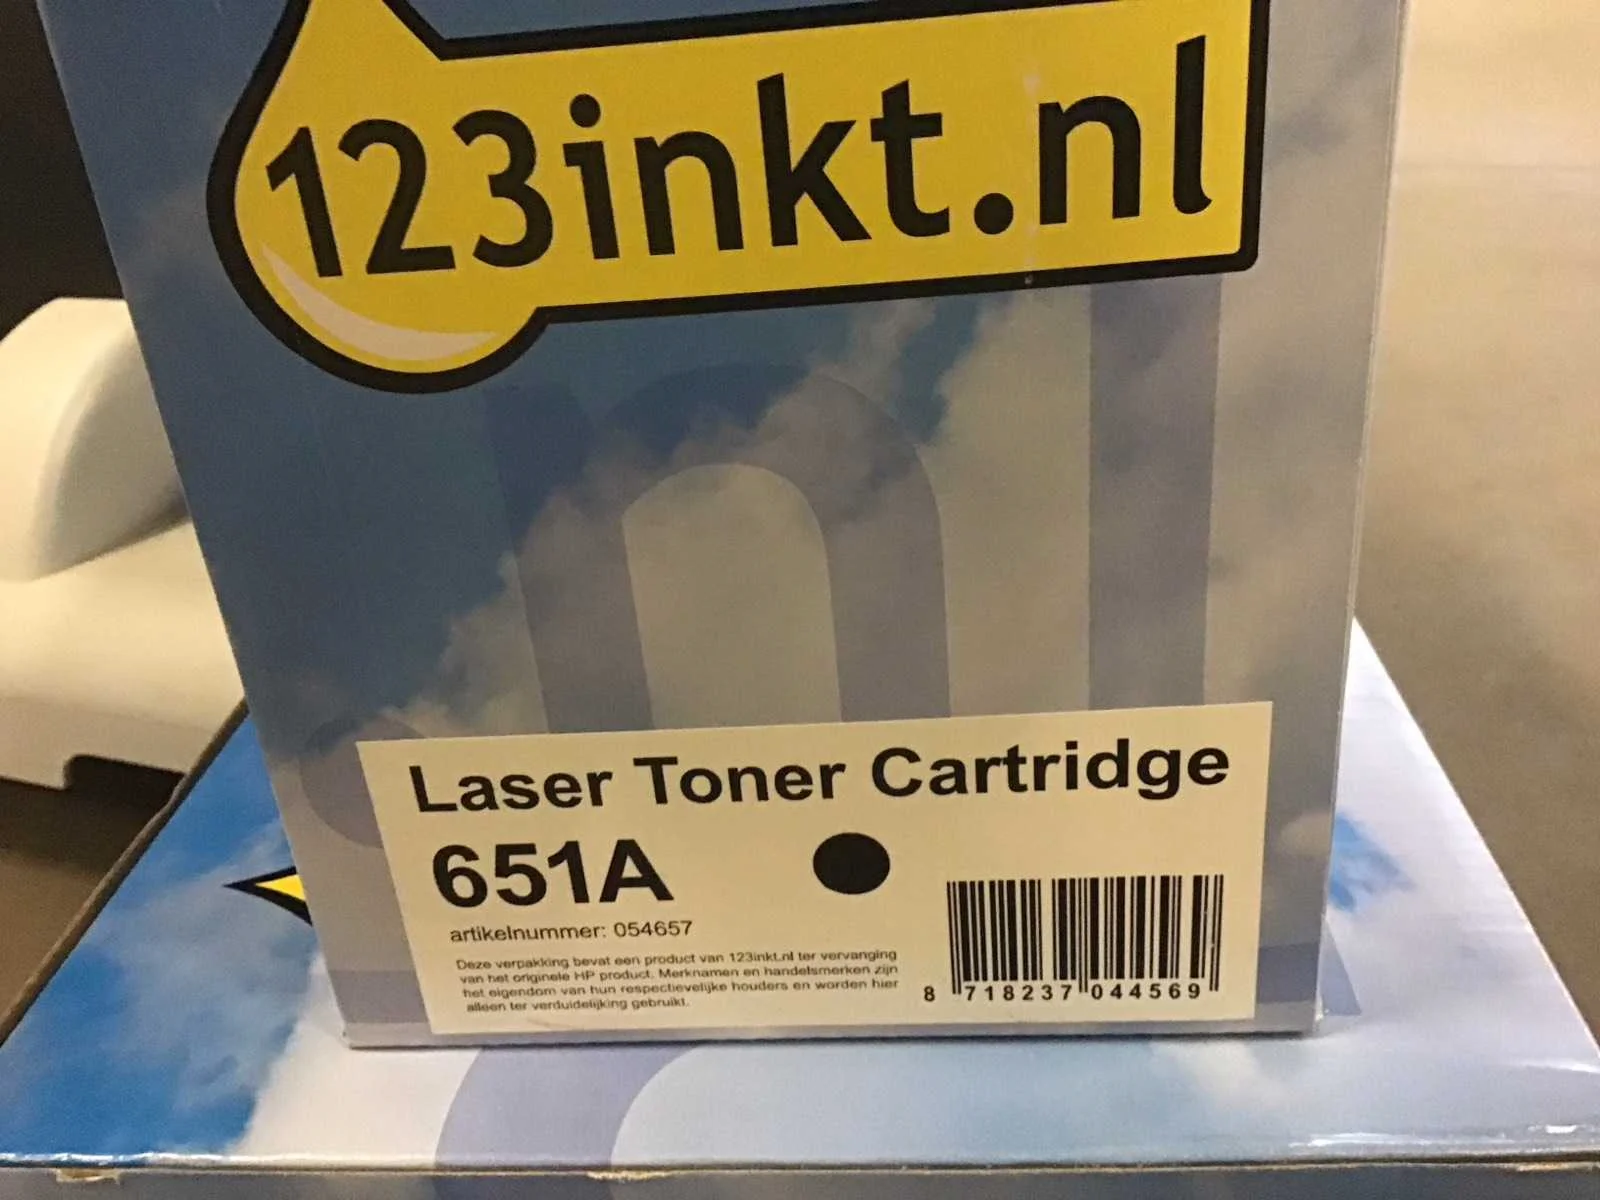 123inkt.nl
Laser Toner Cartridge
651A
artikelnummer: 054657
Deze verpakking bevat een product van 123inkt.nl ter vervanging
van het originele HP product. Merknamen en handelsmerken zijn
het eigendom van hun respectievelijke houders en worden hier
alleen ter verduidelijking gebruikt.
8 718237 044569